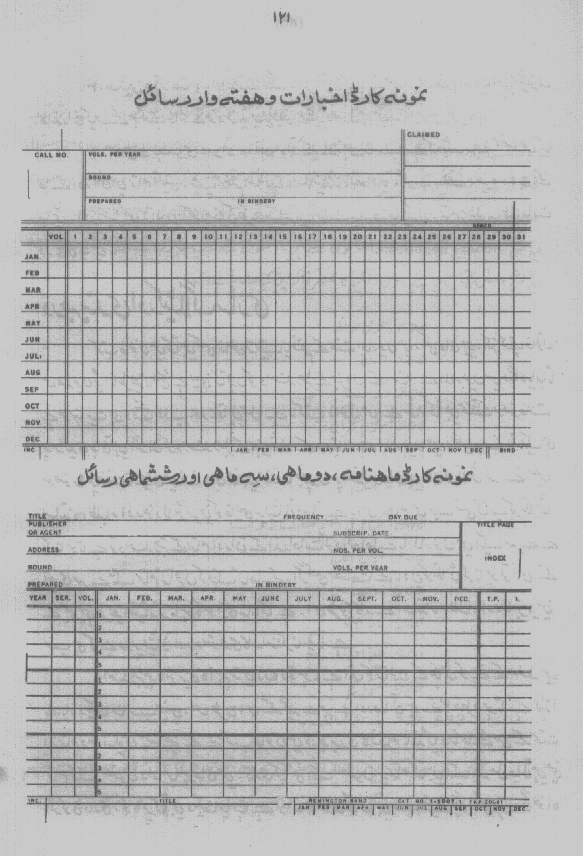 ۱۲۱
نمونہ کارڈ اخبارات و ہفتے وار رسائل
CLAIMED
CALL NO. VOLS. PER YEAR
BOUND
PREPARED IN BINDERY
VOL. 1 2 3 4 5 6 7 8 9 10 11 12 13 14 15 16 17 18 19 20 21 22 23 24 25 26 27 28 29 30 31
JAN
FEB
MAR
APR
MAY
JUN
JUL
AUG
SEP
OCT
NOV
DEC
INC JAN FEB MAR APR MAY JUN JUL AUG SEP OCT NOV DEC BIND
نمونہ کارڈ ماہنامہ، دو ماہی، سہ ماہی اور ششماہی رسائل
TITLE FREQUENCY DAY DUE
PUBLISHER TITLE PAGE
OR AGENT SUBSCRIP. DATE
ADDRESS NOS. PER VOL.
INDEX
BOUND VOLS. PER YEAR
PREPARED IN BINDERY
YEAR SER. VOL. JAN. FEB. MAR. APR. MAY JUNE JULY AUG. SEPT. OCT. NOV. DEC. T.P. I.
1
2
3
4
5
1
2
3
4
5
1
2
3
4
5
INC. TITLE REMINGTON RAND CAT. NO. 1-2007.1
JAN FEB MAR APR MAY JUN JUL AUG SEP OCT NOV DEC